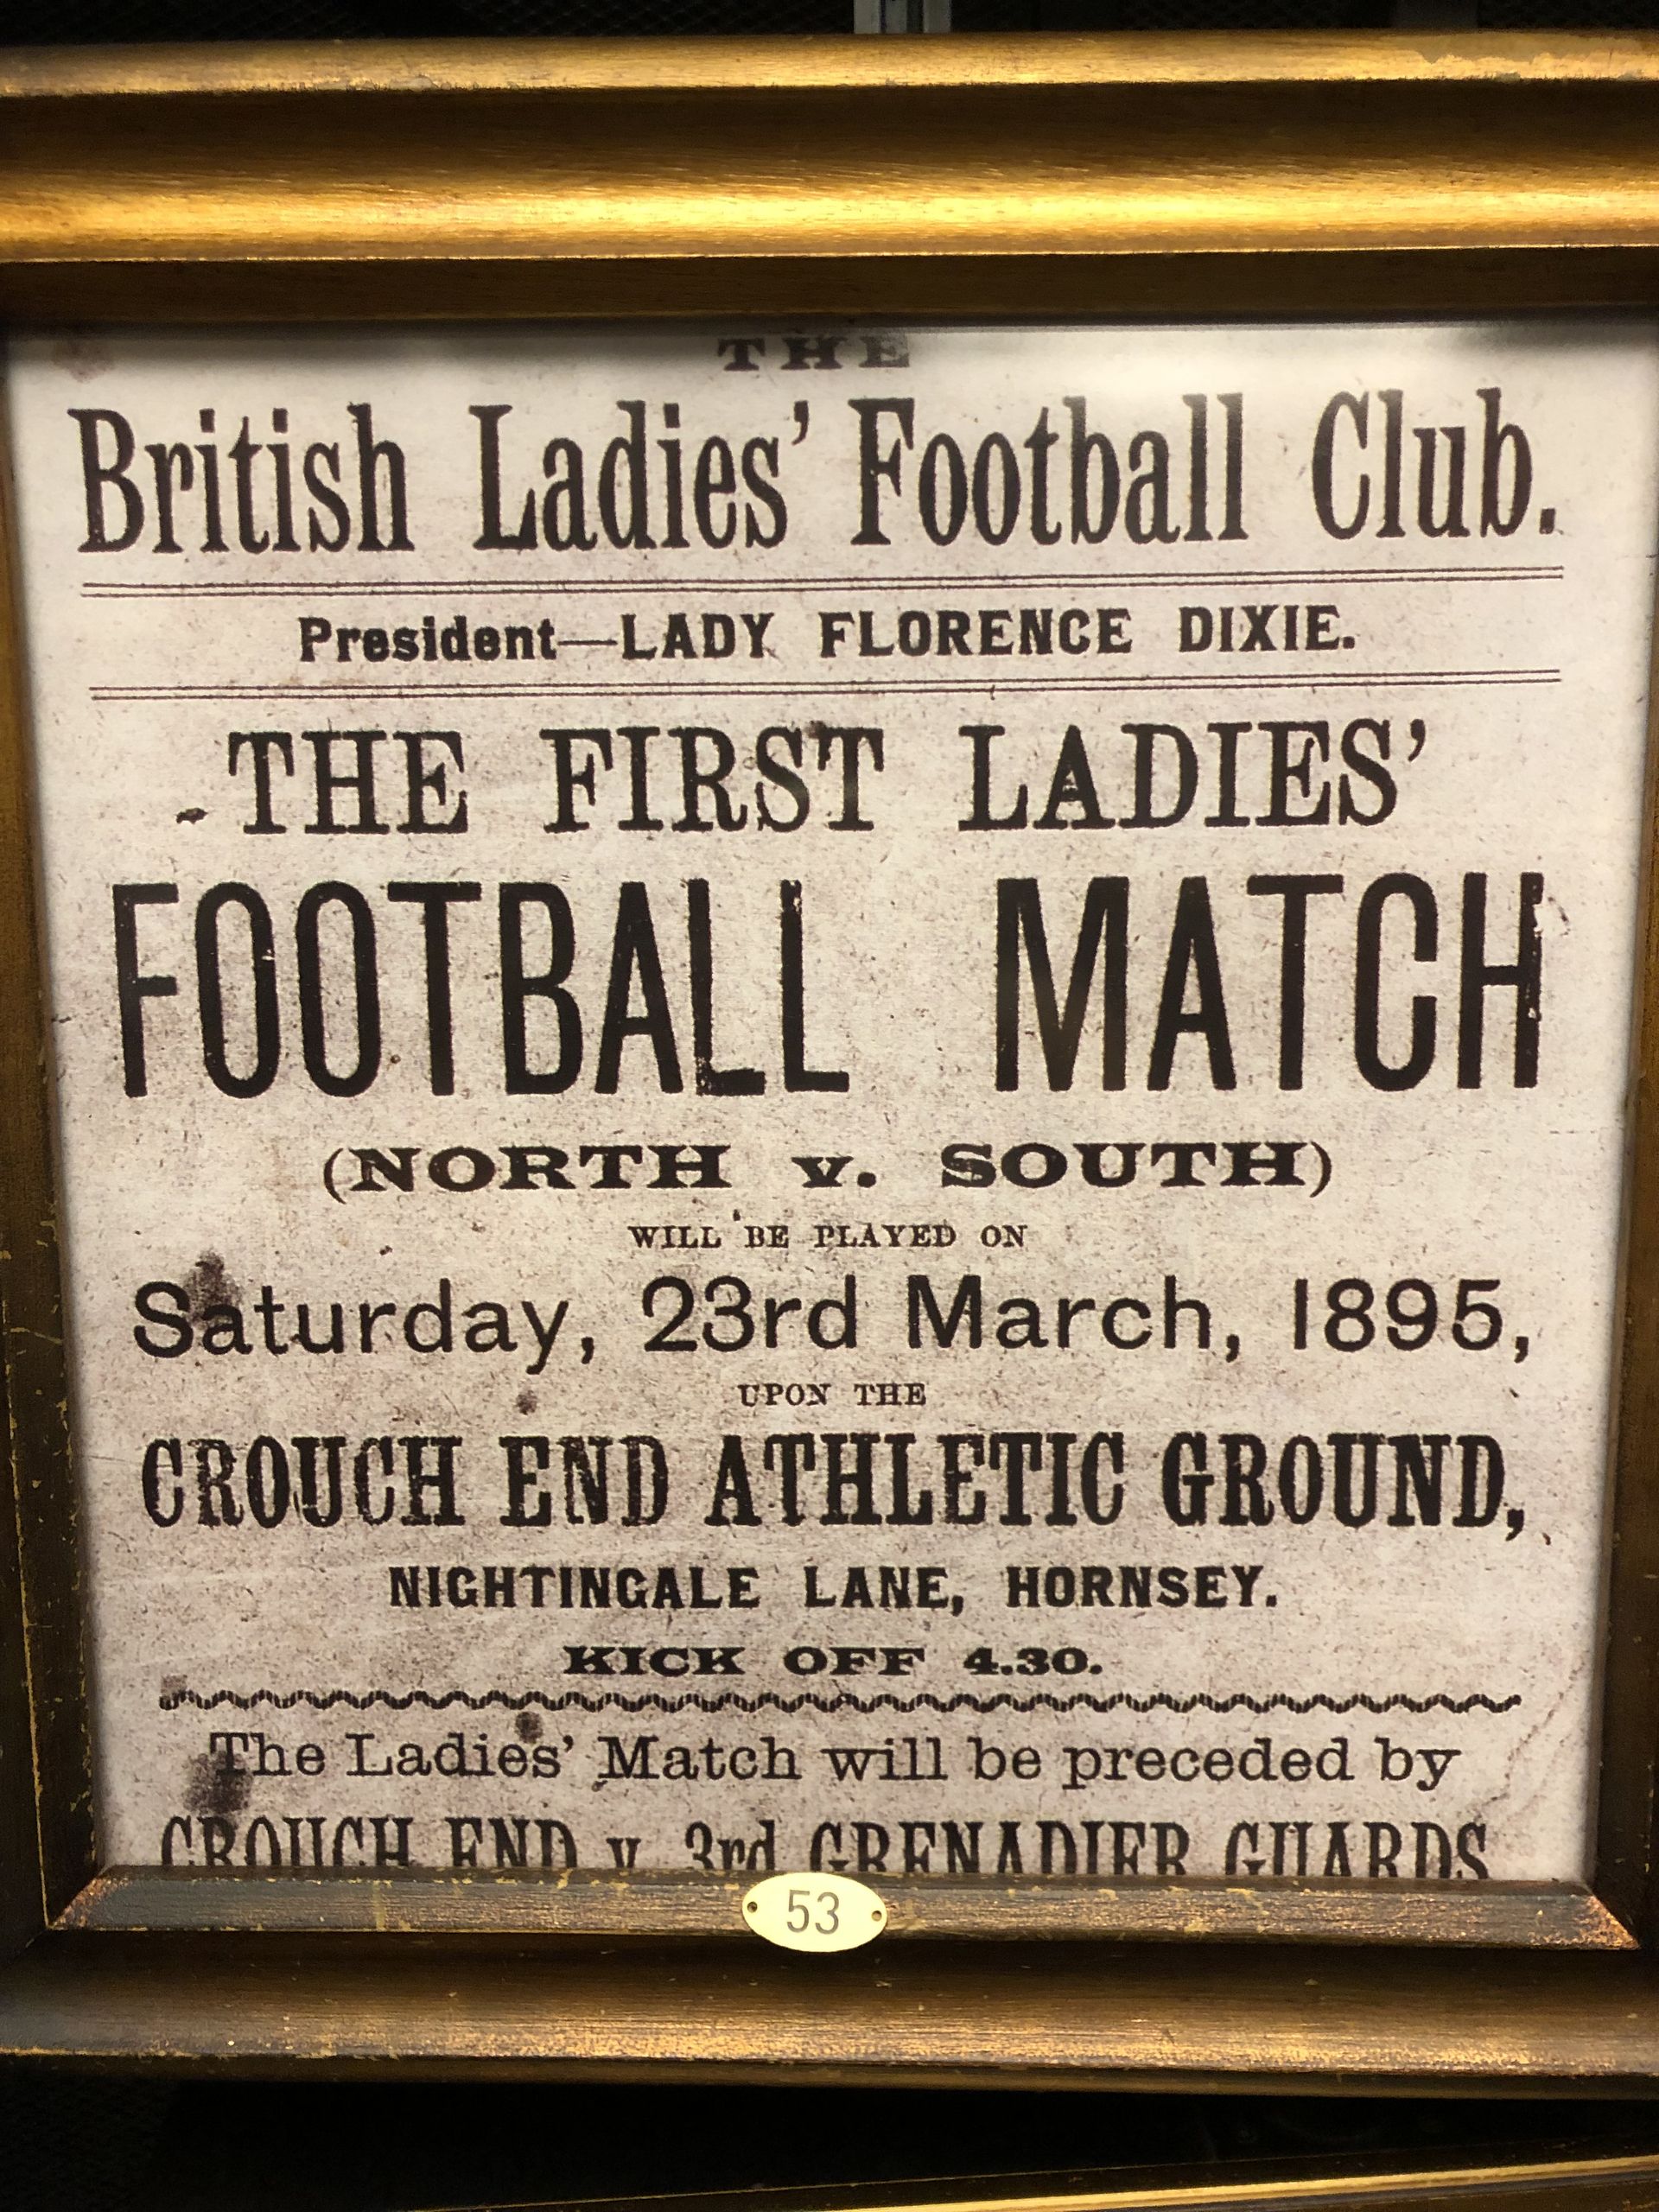 THE
British Ladies' Football Club.
President—LADY FLORENCE DIXIE.
THE FIRST LADIES'
FOOTBALL MATCH
(NORTH v. SOUTH)
WILL BE PLAYED ON
Saturday, 23rd March, 1895,
UPON THE
CROUCH END ATHLETIC GROUND,
NIGHTINGALE LANE, HORNSEY.
KICK OFF 4.30.
The Ladies' Match will be preceded by
CROUCH END v. 3rd GRENADIER GUARDS
53